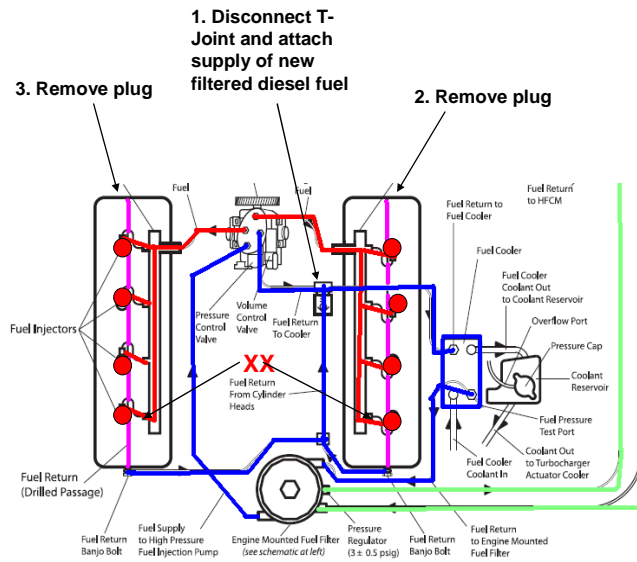 1. Disconnect T-
Joint and attach
supply of new
filtered diesel fuel
3. Remove plug
2. Remove plug
Fuel
Fuel
Fuel Return to
Fuel Cooler
Fuel Return
to HFCM
Fuel Cooler
Fuel Cooler
Coolant Out
to Coolant Reservoir
Overflow Port
Pressure Cap
Coolant
Reservoir
Fuel Injectors
Pressure
Control
Valve
Volume
Control
Valve
Fuel Return
To Cooler
XX
Fuel Return
From Cylinder
Heads
Fuel Pressure
Test Port
Coolant Out
to Turbocharger
Actuator Cooler
Fuel Cooler
Coolant In
Fuel Return
(Drilled Passage)
Fuel Return
Banjo Bolt
Fuel Supply
to High Pressure
Fuel Injection Pump
Engine Mounted Fuel Filter
(see schematic at left)
Pressure
Regulator
(3 ± 0.5 psig)
Fuel Return
Banjo Bolt
Fuel Return
to Engine Mounted
Fuel Filter